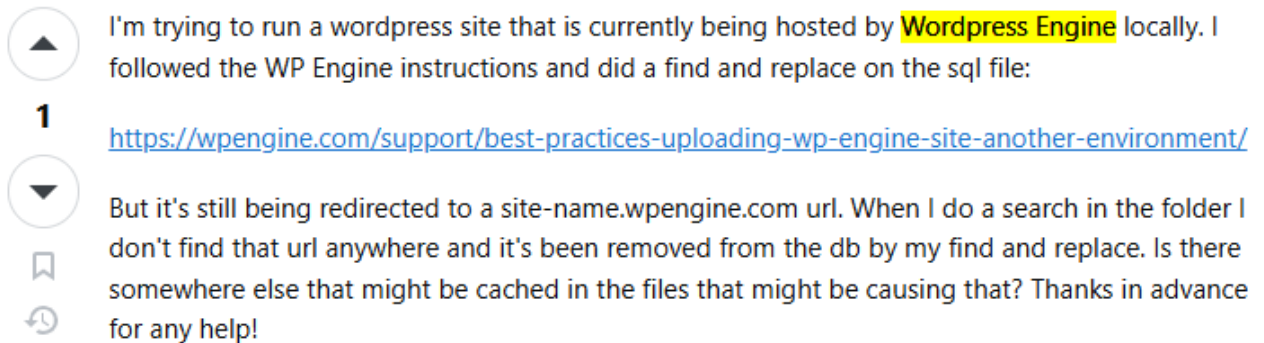 I'm trying to run a wordpress site that is currently being hosted by Wordpress Engine locally. I
followed the WP Engine instructions and did a find and replace on the sql file:
1
https://wpengine.com/support/best-practices-uploading-wp-engine-site-another-environment/
But it's still being redirected to a site-name.wpengine.com url. When I do a search in the folder I
don't find that url anywhere and it's been removed from the db by my find and replace. Is there
somewhere else that might be cached in the files that might be causing that? Thanks in advance
for any help!